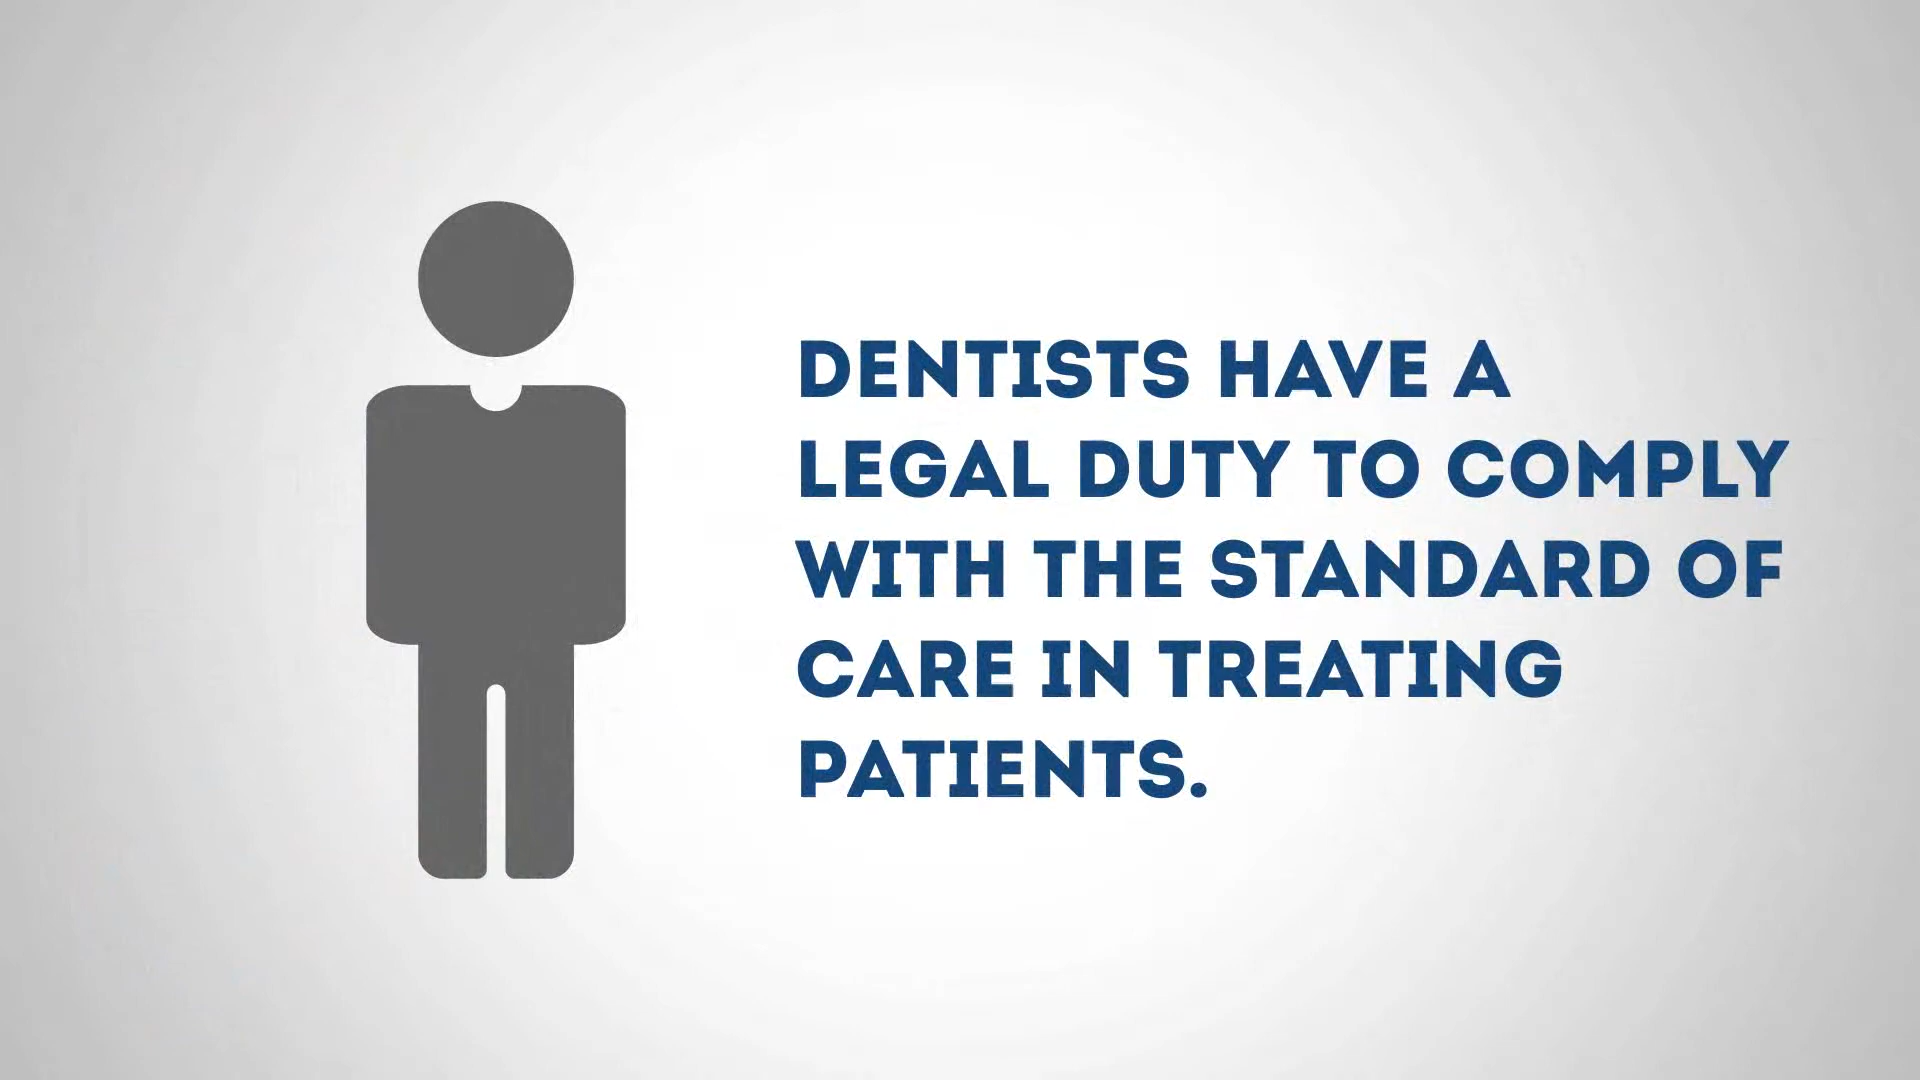 DENTISTS HAVE A
LEGAL DUTY TO COMPLY
WITH THE STANDARD OF
CARE IN TREATING
PATIENTS.